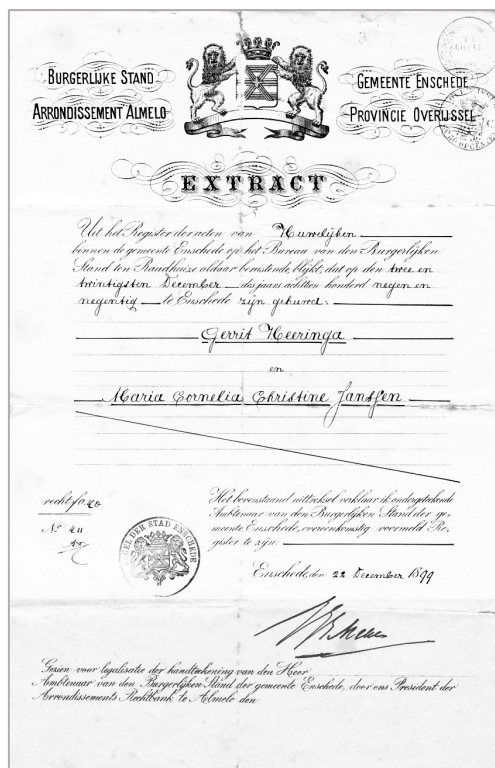 BURGERLIJKE STAND
ARRONDISSEMENT ALMELO
GEMEENTE ENSCHEDE
PROVINCIE OVERIJSSEL
EXTRACT
Uit het Register der acten van Huwelijken
binnen de gemeente Enschede op het Bureau van den Burgerlijken
Stand ten Raadhuize aldaar berustende, blijkt, dat op den twee en
twintigsten December des jaars achttien honderd negen en
negentig te Enschede zijn gehuwd:
Gerrit Heeringa
en
Maria Cornelia Christine Janssen
recht f 0.40
No. 411
Het bovenstaand uittreksel verklaar ik ondergeteekende
Ambtenaar van den Burgerlijken Stand der ge-
meente Enschede, overeenkomstig voormeld Re-
gister te zijn.
DER STAD ENSCHEDE
Enschede, den 22 December 1899
Gezien voor legalisatie der handteekening van den Heer
Ambtenaar van den Burgerlijken Stand der gemeente Enschede, door ons President der
Arrondissements Rechtbank te Almelo den